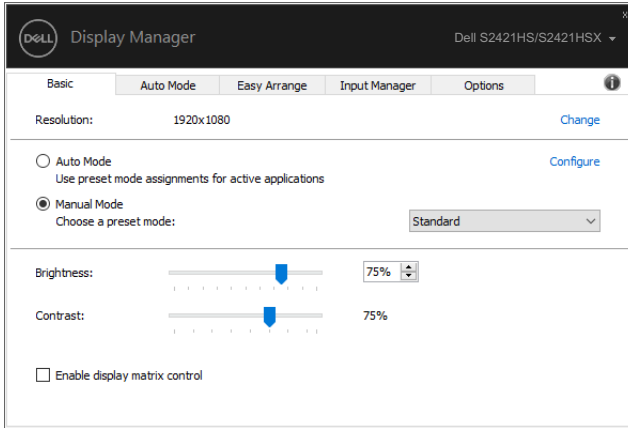 DELL Display Manager Dell S2421HS/S2421HSX
x
Basic Auto Mode Easy Arrange Input Manager Options i
Resolution: 1920x1080 Change
Auto Mode Configure
Use preset mode assignments for active applications
Manual Mode
Choose a preset mode: Standard
Brightness: 75%
Contrast: 75%
Enable display matrix control